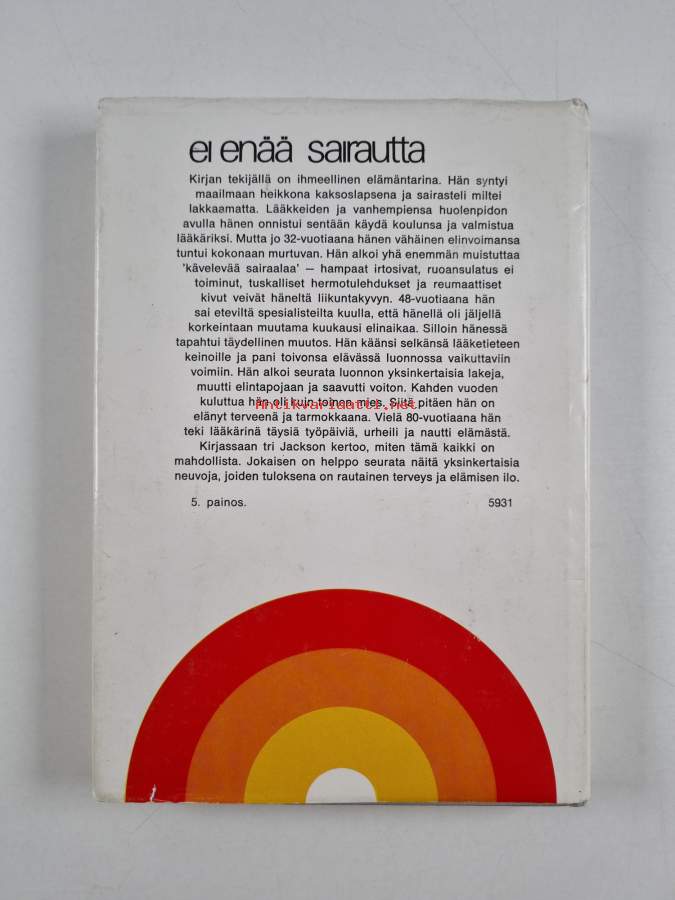 ei enää sairautta
Kirjan tekijällä on ihmeellinen elämäntarina. Hän syntyi
maailmaan heikkona kaksoslapsena ja sairasteli miltei
lakkaamatta. Lääkkeiden ja vanhempiensa huolenpidon
avulla hänen onnistui sentään käydä koulunsa ja valmistua
lääkäriksi. Mutta jo 32-vuotiaana hänen vähäinen elinvoimansa
tuntui kokonaan murtuvan. Hän alkoi yhä enemmän muistuttaa
'kävelevää sairaalaa' — hampaat irtosivat, ruoansulatus ei
toiminut, tuskalliset hermotulehdukset ja reumaattiset
kivut veivät häneltä liikuntakyvyn. 48-vuotiaana hän
sai eteviltä spesialisteilta kuulla, että hänellä oli jäljellä
korkeintaan muutama kuukausi elinaikaa. Silloin hänessä
tapahtui täydellinen muutos. Hän käänsi selkänsä lääketieteen
keinoille ja pani toivonsa elävässä luonnossa vaikuttaviin
voimiin. Hän alkoi seurata luonnon yksinkertaisia lakeja,
muutti elintapojaan ja saavutti voiton. Kahden vuoden
kuluttua hän oli kuin toinen mies. Siitä pitäen hän on
Antikvariaatti.net
elänyt terveenä ja tarmokkaana. Vielä 80-vuotiaana hän
teki lääkärinä täysiä työpäiviä, urheili ja nautti elämästä.
Kirjassaan tri Jackson kertoo, miten tämä kaikki on
mahdollista. Jokaisen on helppo seurata näitä yksinkertaisia
neuvoja, joiden tuloksena on rautainen terveys ja elämisen ilo.
5. painos. 5931